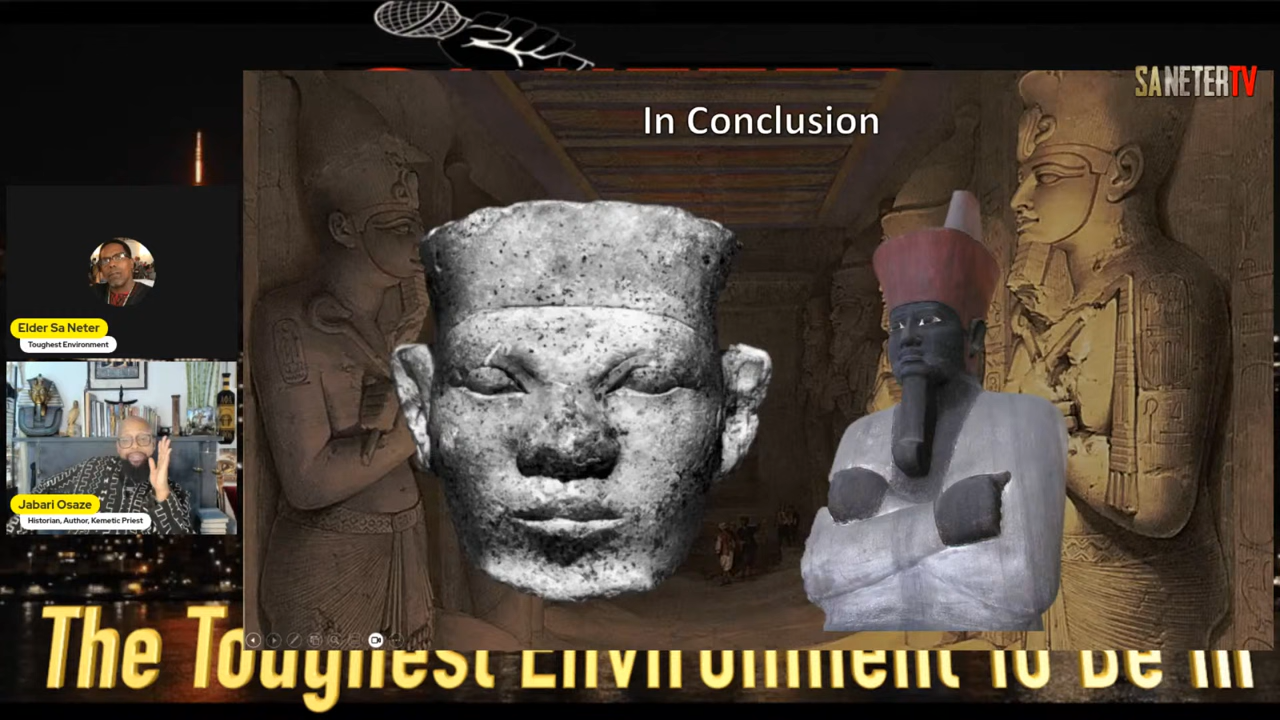 SANETERTV
In Conclusion
Elder Sa Neter
Toughest Environment
Jabari Osaze
Historian, Author, Kemetic Priest
The Toughest Environment To Be In